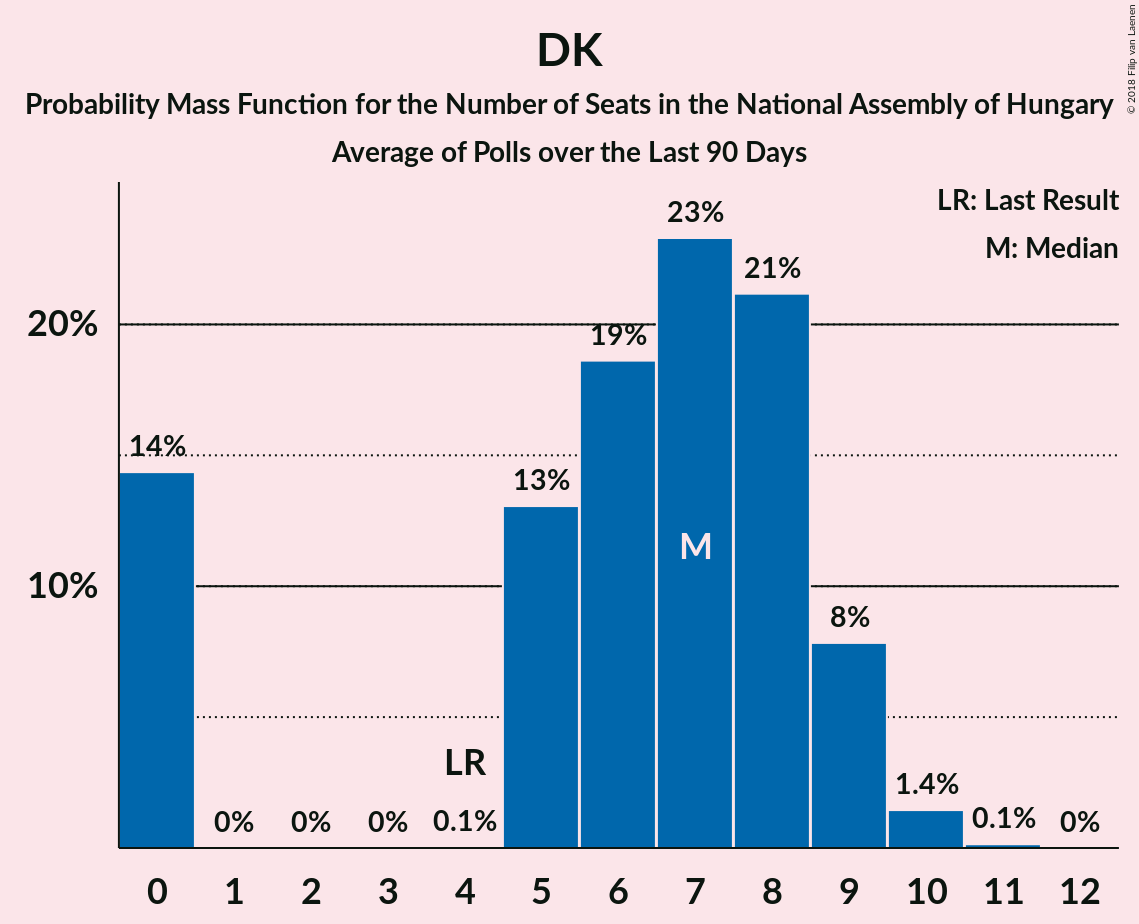 DK
Probability Mass Function for the Number of Seats in the National Assembly of Hungary
Average of Polls over the Last 90 Days
© 2018 Filip van Laenen
LR: Last Result
M: Median
23%
21%
20%
19%
14%
13%
M
10%
8%
LR
1.4%
0% 0% 0% 0.1% 0.1% 0%
0 1 2 3 4 5 6 7 8 9 10 11 12